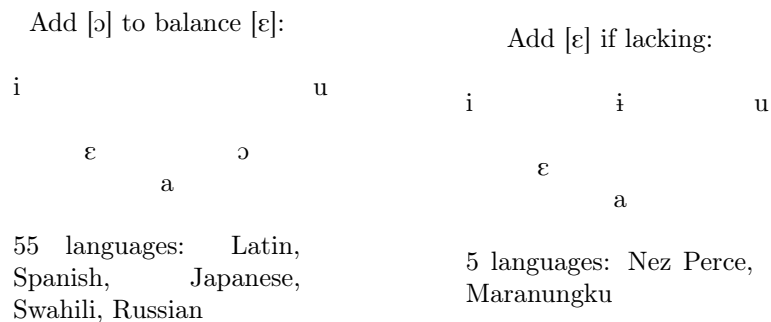 Add [ɔ] to balance [ɛ]:
i u
ɛ ɔ
a
55 languages: Latin,
Spanish, Japanese,
Swahili, Russian
Add [ɛ] if lacking:
i ɨ u
ɛ
a
5 languages: Nez Perce,
Maranungku